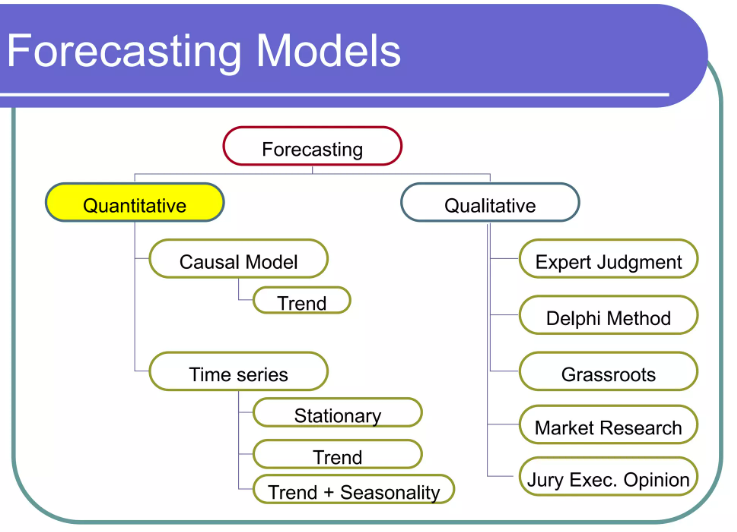 Forecasting Models
Forecasting
Quantitative
Qualitative
Causal Model
Expert Judgment
Trend
Delphi Method
Time series
Grassroots
Stationary
Market Research
Trend
Jury Exec. Opinion
Trend + Seasonality